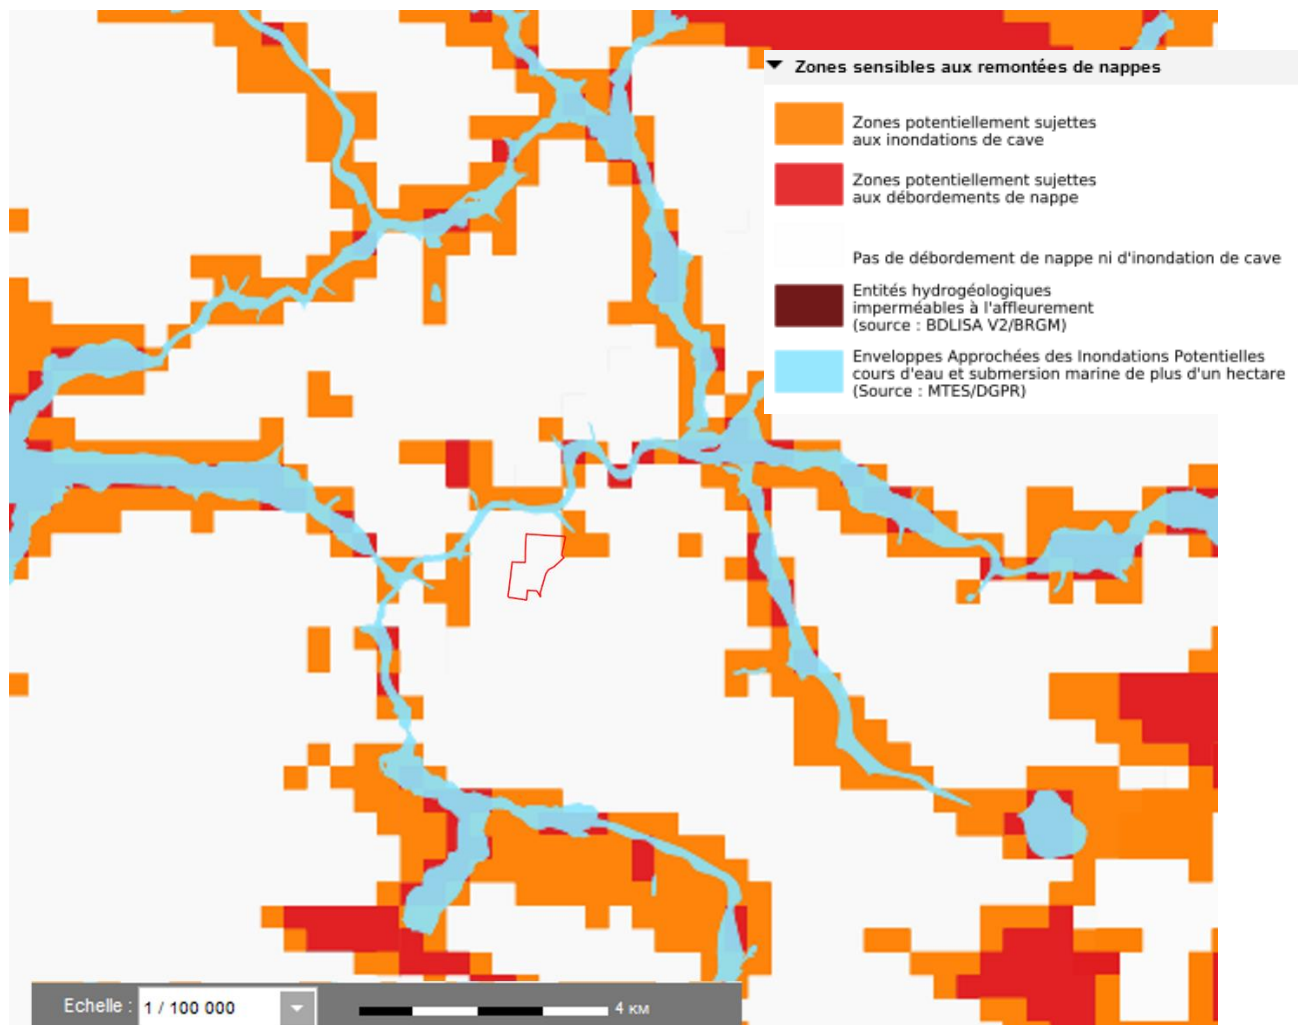 Zones sensibles aux remontées de nappes
Zones potentiellement sujettes
aux inondations de cave
Zones potentiellement sujettes
aux débordements de nappe
Pas de débordement de nappe ni d'inondation de cave
Entités hydrogéologiques
imperméables à l'affleurement
(source : BDLISA V2/BRGM)
Enveloppes Approchées des Inondations Potentielles
cours d'eau et submersion marine de plus d'un hectare
(Source : MTES/DGPR)
Echelle : 1 / 100 000 4 км